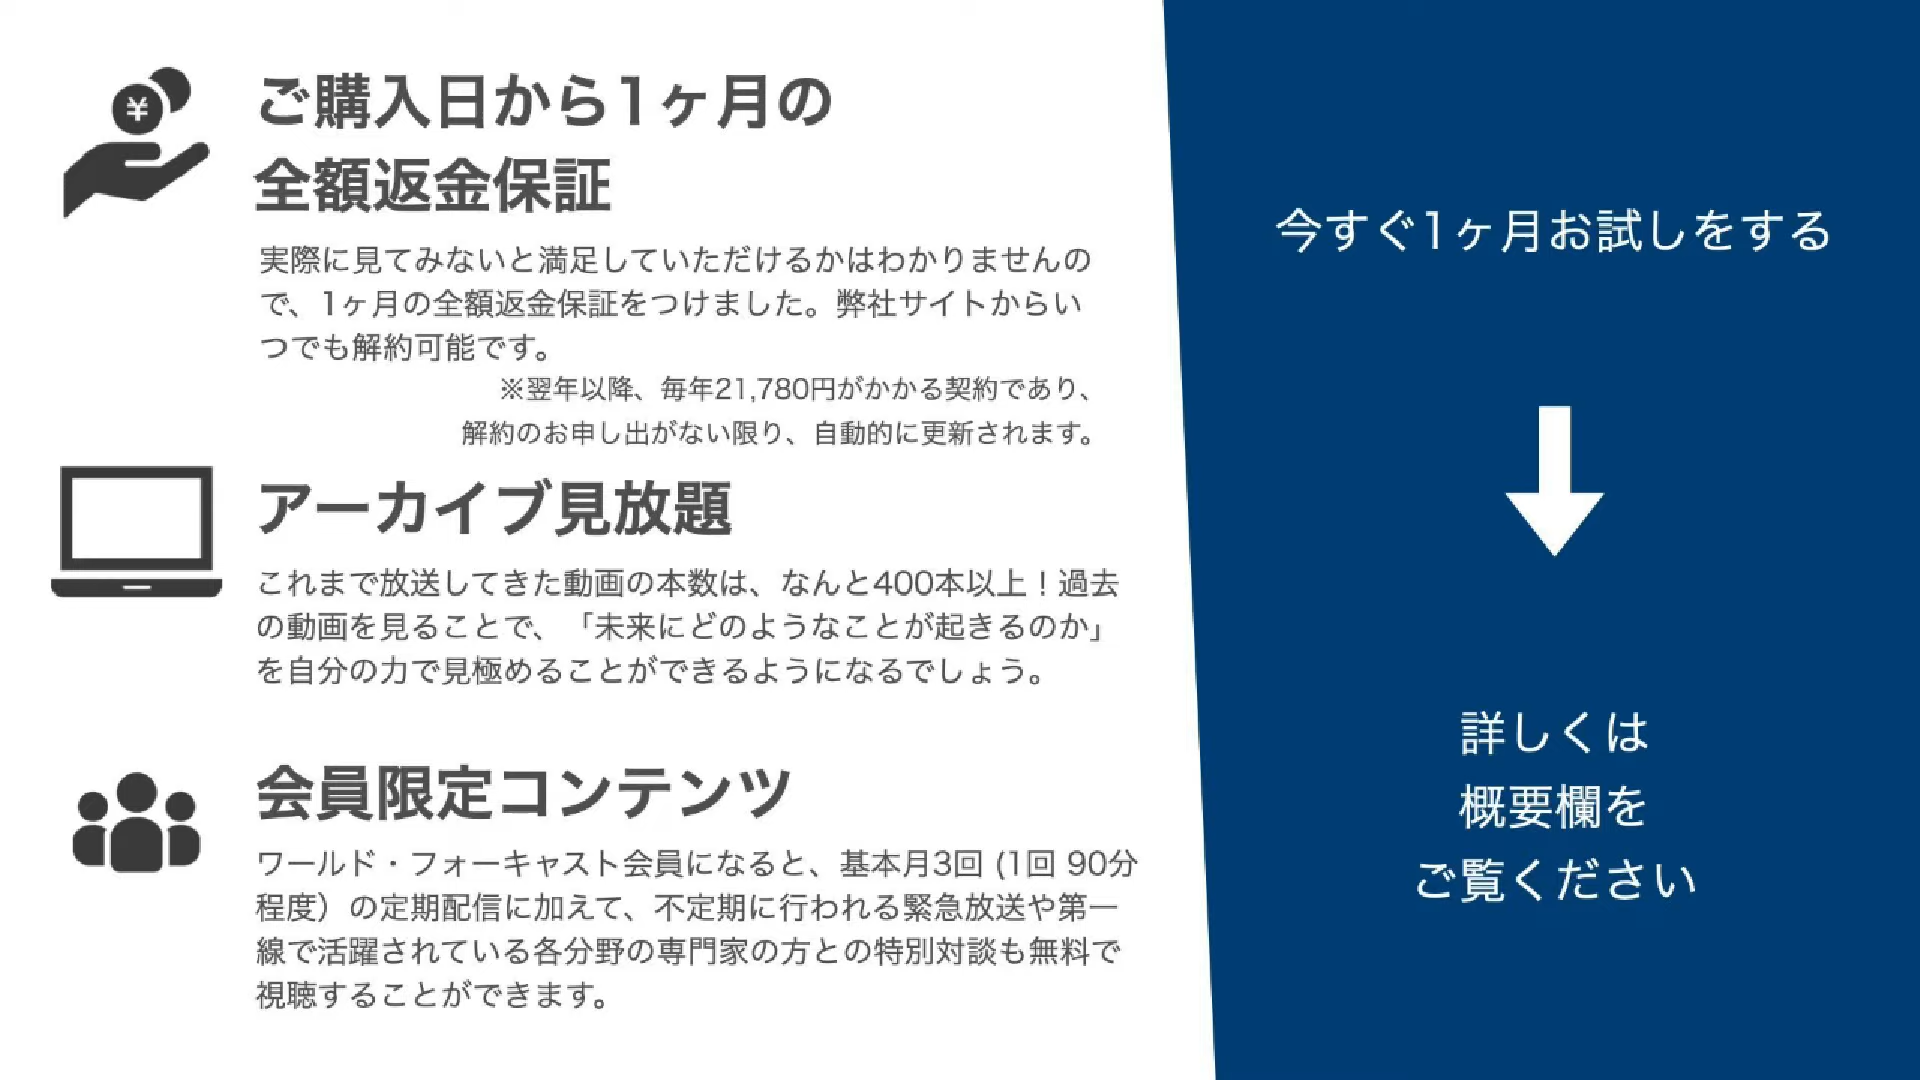 ¥
ご購入日から1ヶ月の
全額返金保証
実際に見てみないと満足していただけるかはわかりませんの
で、1ヶ月の全額返金保証をつけました。弊社サイトからい
つでも解約可能です。
※翌年以降、毎年21,780円がかかる契約であり、
解約のお申し出がない限り、自動的に更新されます。
アーカイブ見放題
これまで放送してきた動画の本数は、なんと400本以上！過去
の動画を見ることで、「未来にどのようなことが起きるのか」
を自分の力で見極めることができるようになるでしょう。
会員限定コンテンツ
ワールド・フォーキャスト会員になると、基本月3回 (1回 90分
程度）の定期配信に加えて、不定期に行われる緊急放送や第一
線で活躍されている各分野の専門家の方との特別対談も無料で
視聴することができます。
今すぐ1ヶ月お試しをする
詳しくは
概要欄を
ご覧ください